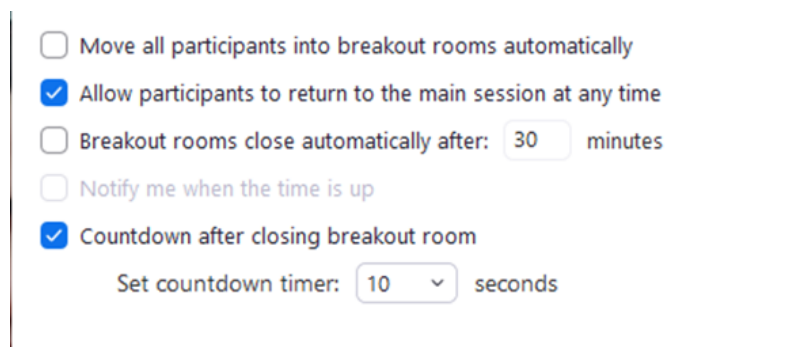 Move all participants into breakout rooms automatically
Allow participants to return to the main session at any time
Breakout rooms close automatically after: 30 minutes
Notify me when the time is up
Countdown after closing breakout room
Set countdown timer: 10 seconds